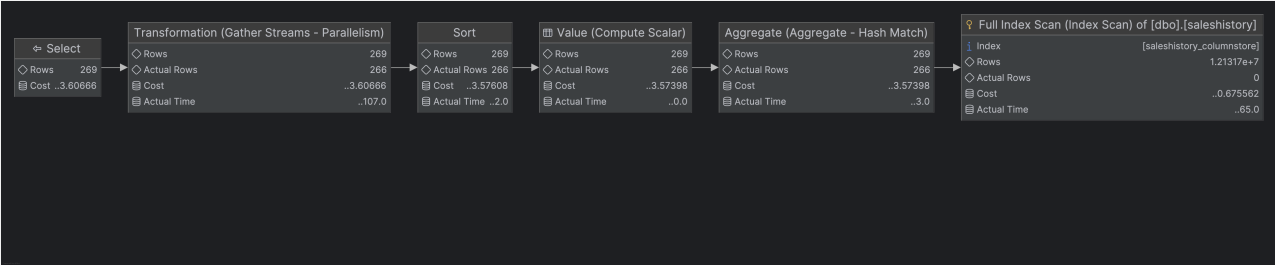 Select
Rows 269
Cost ..3.60666
Transformation (Gather Streams - Parallelism)
Rows 269
Actual Rows 266
Cost ..3.60666
Actual Time ..107.0
Sort
Rows 269
Actual Rows 266
Cost ..3.57608
Actual Time ..2.0
Value (Compute Scalar)
Rows 269
Actual Rows 266
Cost ..3.57398
Actual Time ..0.0
Aggregate (Aggregate - Hash Match)
Rows 269
Actual Rows 266
Cost ..3.57398
Actual Time ..3.0
Full Index Scan (Index Scan) of [dbo].[saleshistory]
Index [saleshistory_columnstore]
Rows 1.21317e+7
Actual Rows 0
Cost ..0.675562
Actual Time ..65.0